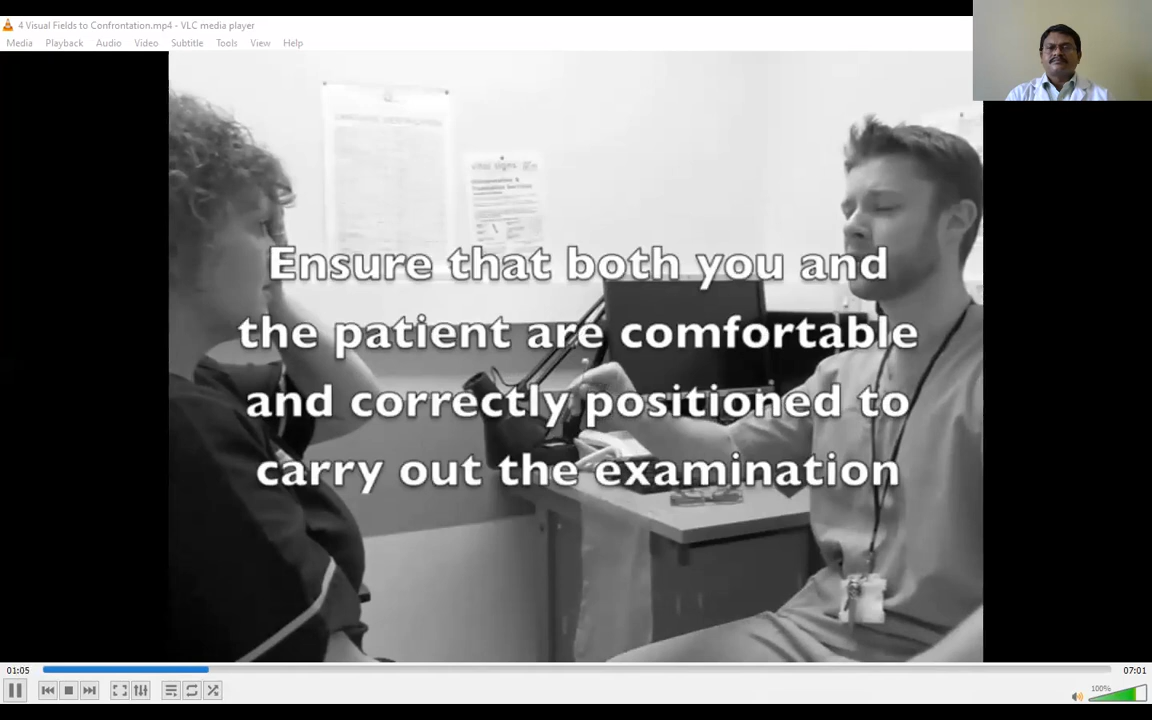 4 Visual Fields to Confrontation.mp4 - VLC media player
Media Playback Audio Video Subtitle Tools View Help
vital signs
Ensure that both you and
the patient are comfortable
and correctly positioned to
carry out the examination
01:05
07:01
100%